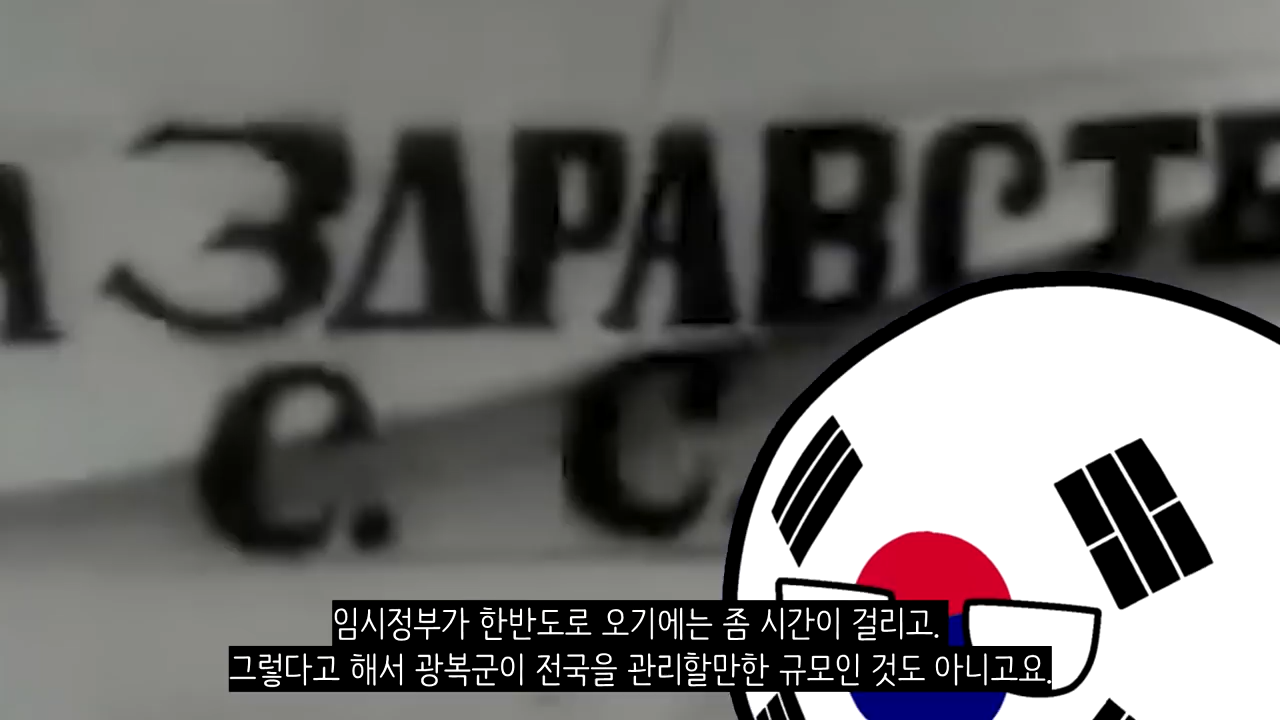 А ЗДРАВСТВ
С. С.
임시정부가 한반도로 오기에는 좀 시간이 걸리고.
그렇다고 해서 광복군이 전국을 관리할만한 규모인 것도 아니고요.